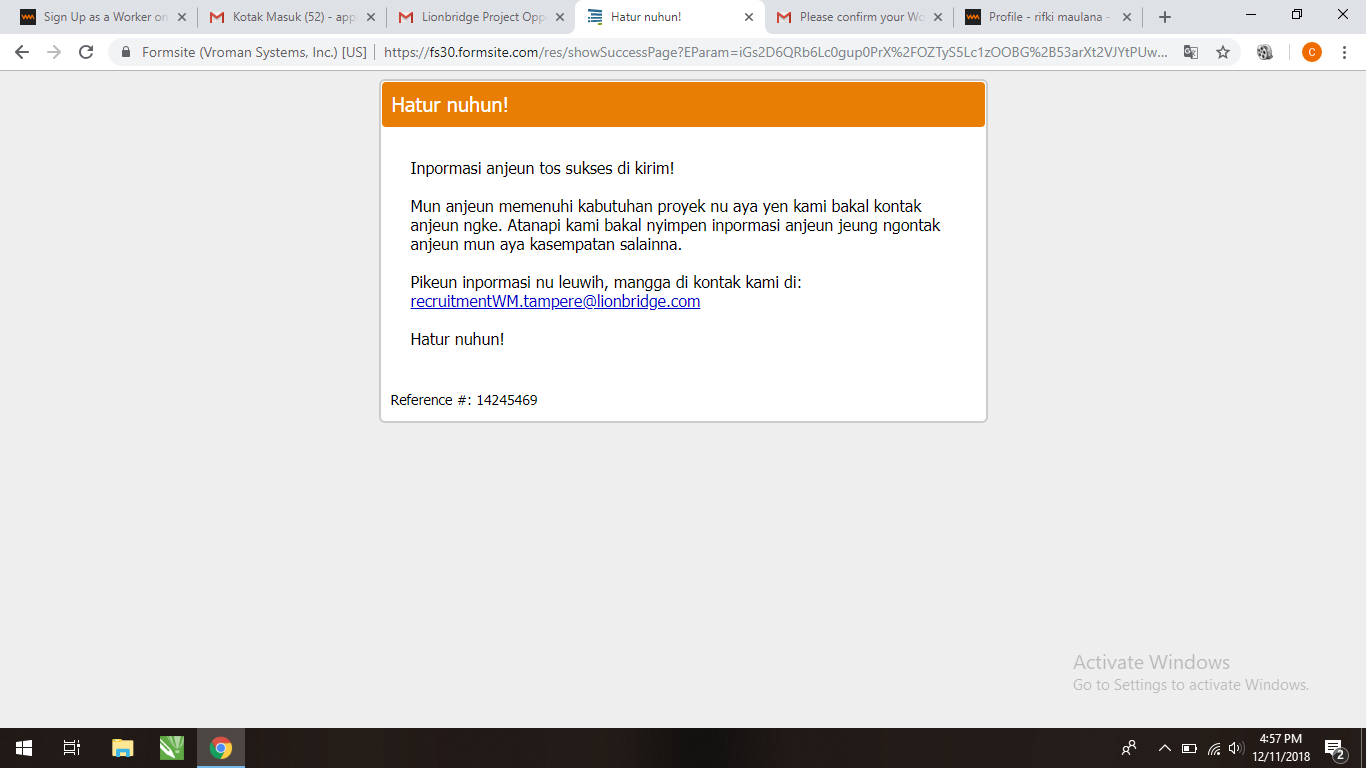 Sign Up as a Worker on
Kotak Masuk (52) - app
Lionbridge Project Opp
Hatur nuhun!
Please confirm your Wo
Profile - rifki maulana -
Formsite (Vroman Systems, Inc.) [US]
https://fs30.formsite.com/res/showSuccessPage?EParam=iGs2D6QRb6Lc0gup0PrX%2FOZTyS5Lc1zOOBG%2B53arXt2VJYtPUw...
C
Hatur nuhun!
Inpormasi anjeun tos sukses di kirim!
Mun anjeun memenuhi kabutuhan proyek nu aya yen kami bakal kontak
anjeun ngke. Atanapi kami bakal nyimpen inpormasi anjeun jeung ngontak
anjeun mun aya kasempatan salainna.
Pikeun inpormasi nu leuwih, mangga di kontak kami di:
recruitmentWM.tampere@lionbridge.com
Hatur nuhun!
Reference #: 14245469
Activate Windows
Go to Settings to activate Windows.
4:57 PM
12/11/2018
2